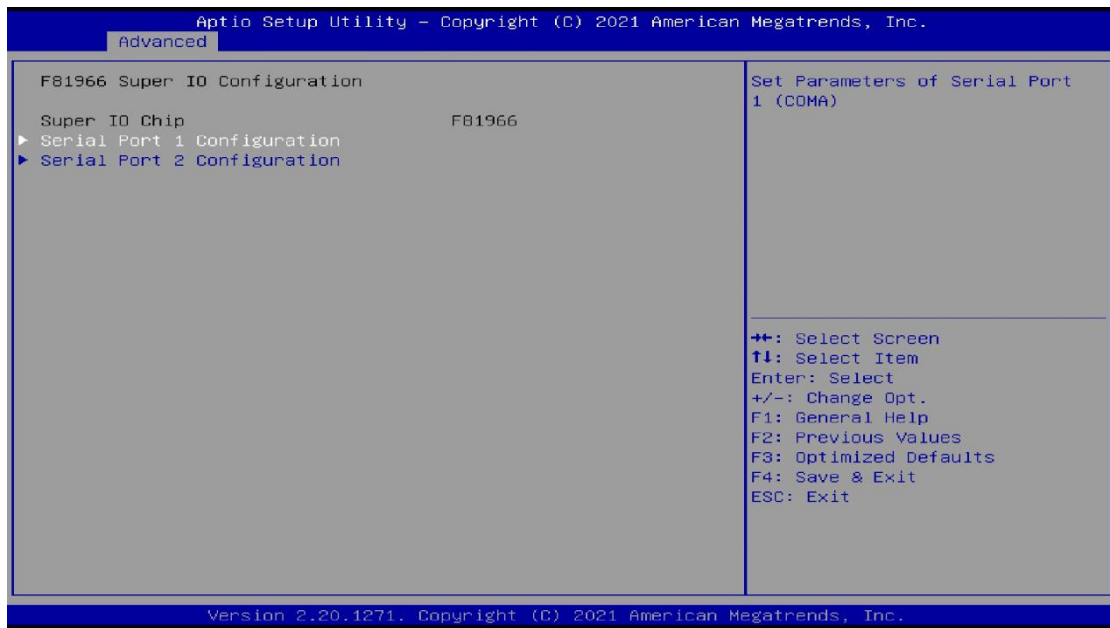 Aptio Setup Utility – Copyright (C) 2021 American Megatrends, Inc.
Advanced
F81966 Super IO Configuration
Super IO Chip F81966
▶ Serial Port 1 Configuration
▶ Serial Port 2 Configuration
Set Parameters of Serial Port
1 (COMA)
→←: Select Screen
↑↓: Select Item
Enter: Select
+/-: Change Opt.
F1: General Help
F2: Previous Values
F3: Optimized Defaults
F4: Save & Exit
ESC: Exit
Version 2.20.1271. Copyright (C) 2021 American Megatrends, Inc.